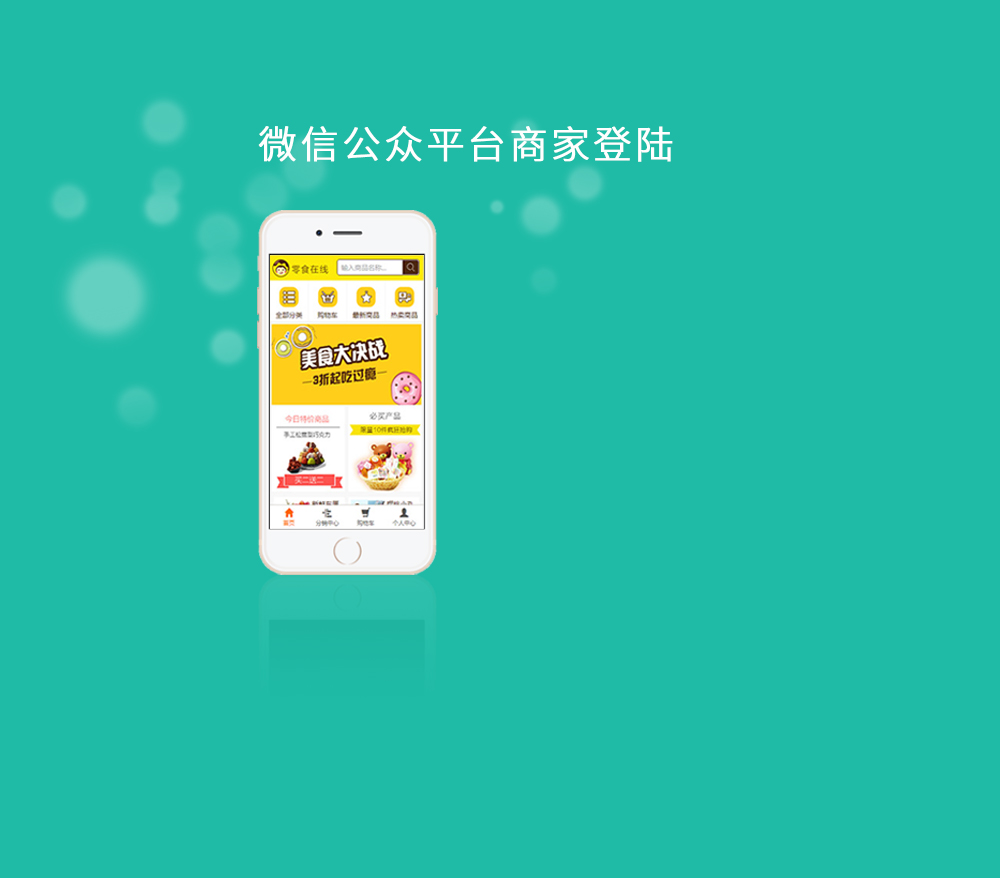 微信公众平台商家登陆
零食在线
输入商品名称...
全部分类 购物车 最新商品 热卖商品
美食大决战
3折起吃过瘾
今日特价商品
必买产品
限量10件疯狂抢购
手工松露型巧克力
买二送二
首页 分销中心 购物车 个人中心